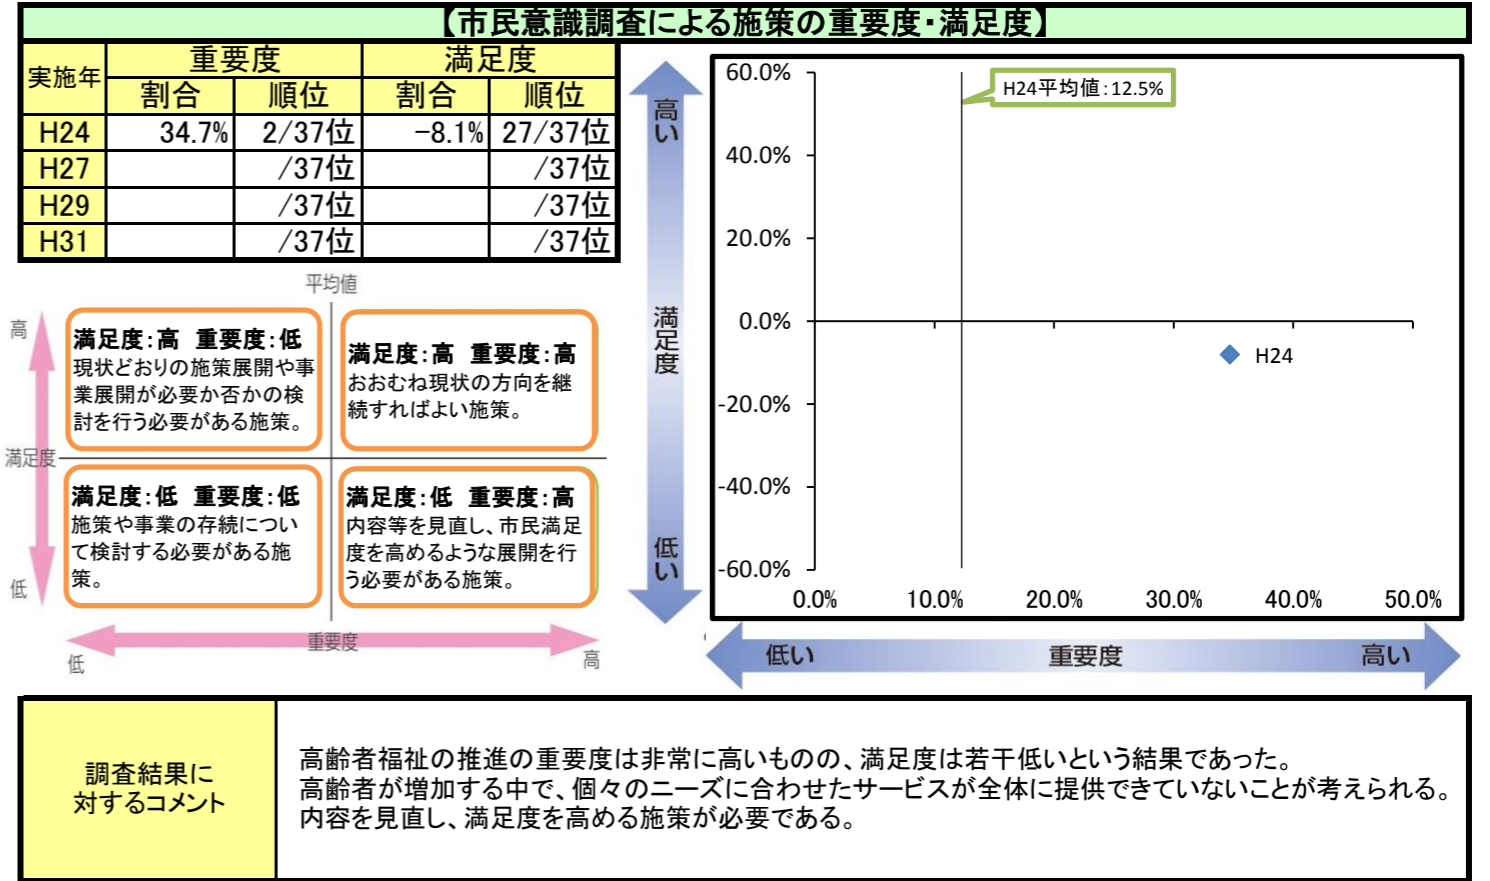 【市民意識調査による施策の重要度・満足度】
実施年 重要度 満足度
割合 順位 割合 順位
H24 34.7% 2/37位 -8.1% 27/37位
H27 /37位 /37位
H29 /37位 /37位
H31 /37位 /37位
平均値
高
満足度
低
満足度:高 重要度:低
現状どおりの施策展開や事
業展開が必要か否かの検
討を行う必要がある施策。
満足度:高 重要度:高
おおむね現状の方向を継
続すればよい施策。
満足度:低 重要度:低
施策や事業の存続につい
て検討する必要がある施
策。
満足度:低 重要度:高
内容等を見直し、市民満足
度を高めるような展開を行
う必要がある施策。
低 重要度 高
高い
満足度
低い
60.0%
40.0%
20.0%
0.0%
-20.0%
-40.0%
-60.0%
H24平均値:12.5%
H24
0.0% 10.0% 20.0% 30.0% 40.0% 50.0%
低い 重要度 高い
調査結果に
対するコメント
高齢者福祉の推進の重要度は非常に高いものの、満足度は若干低いという結果であった。
高齢者が増加する中で、個々のニーズに合わせたサービスが全体に提供できていないことが考えられる。
内容を見直し、満足度を高める施策が必要である。